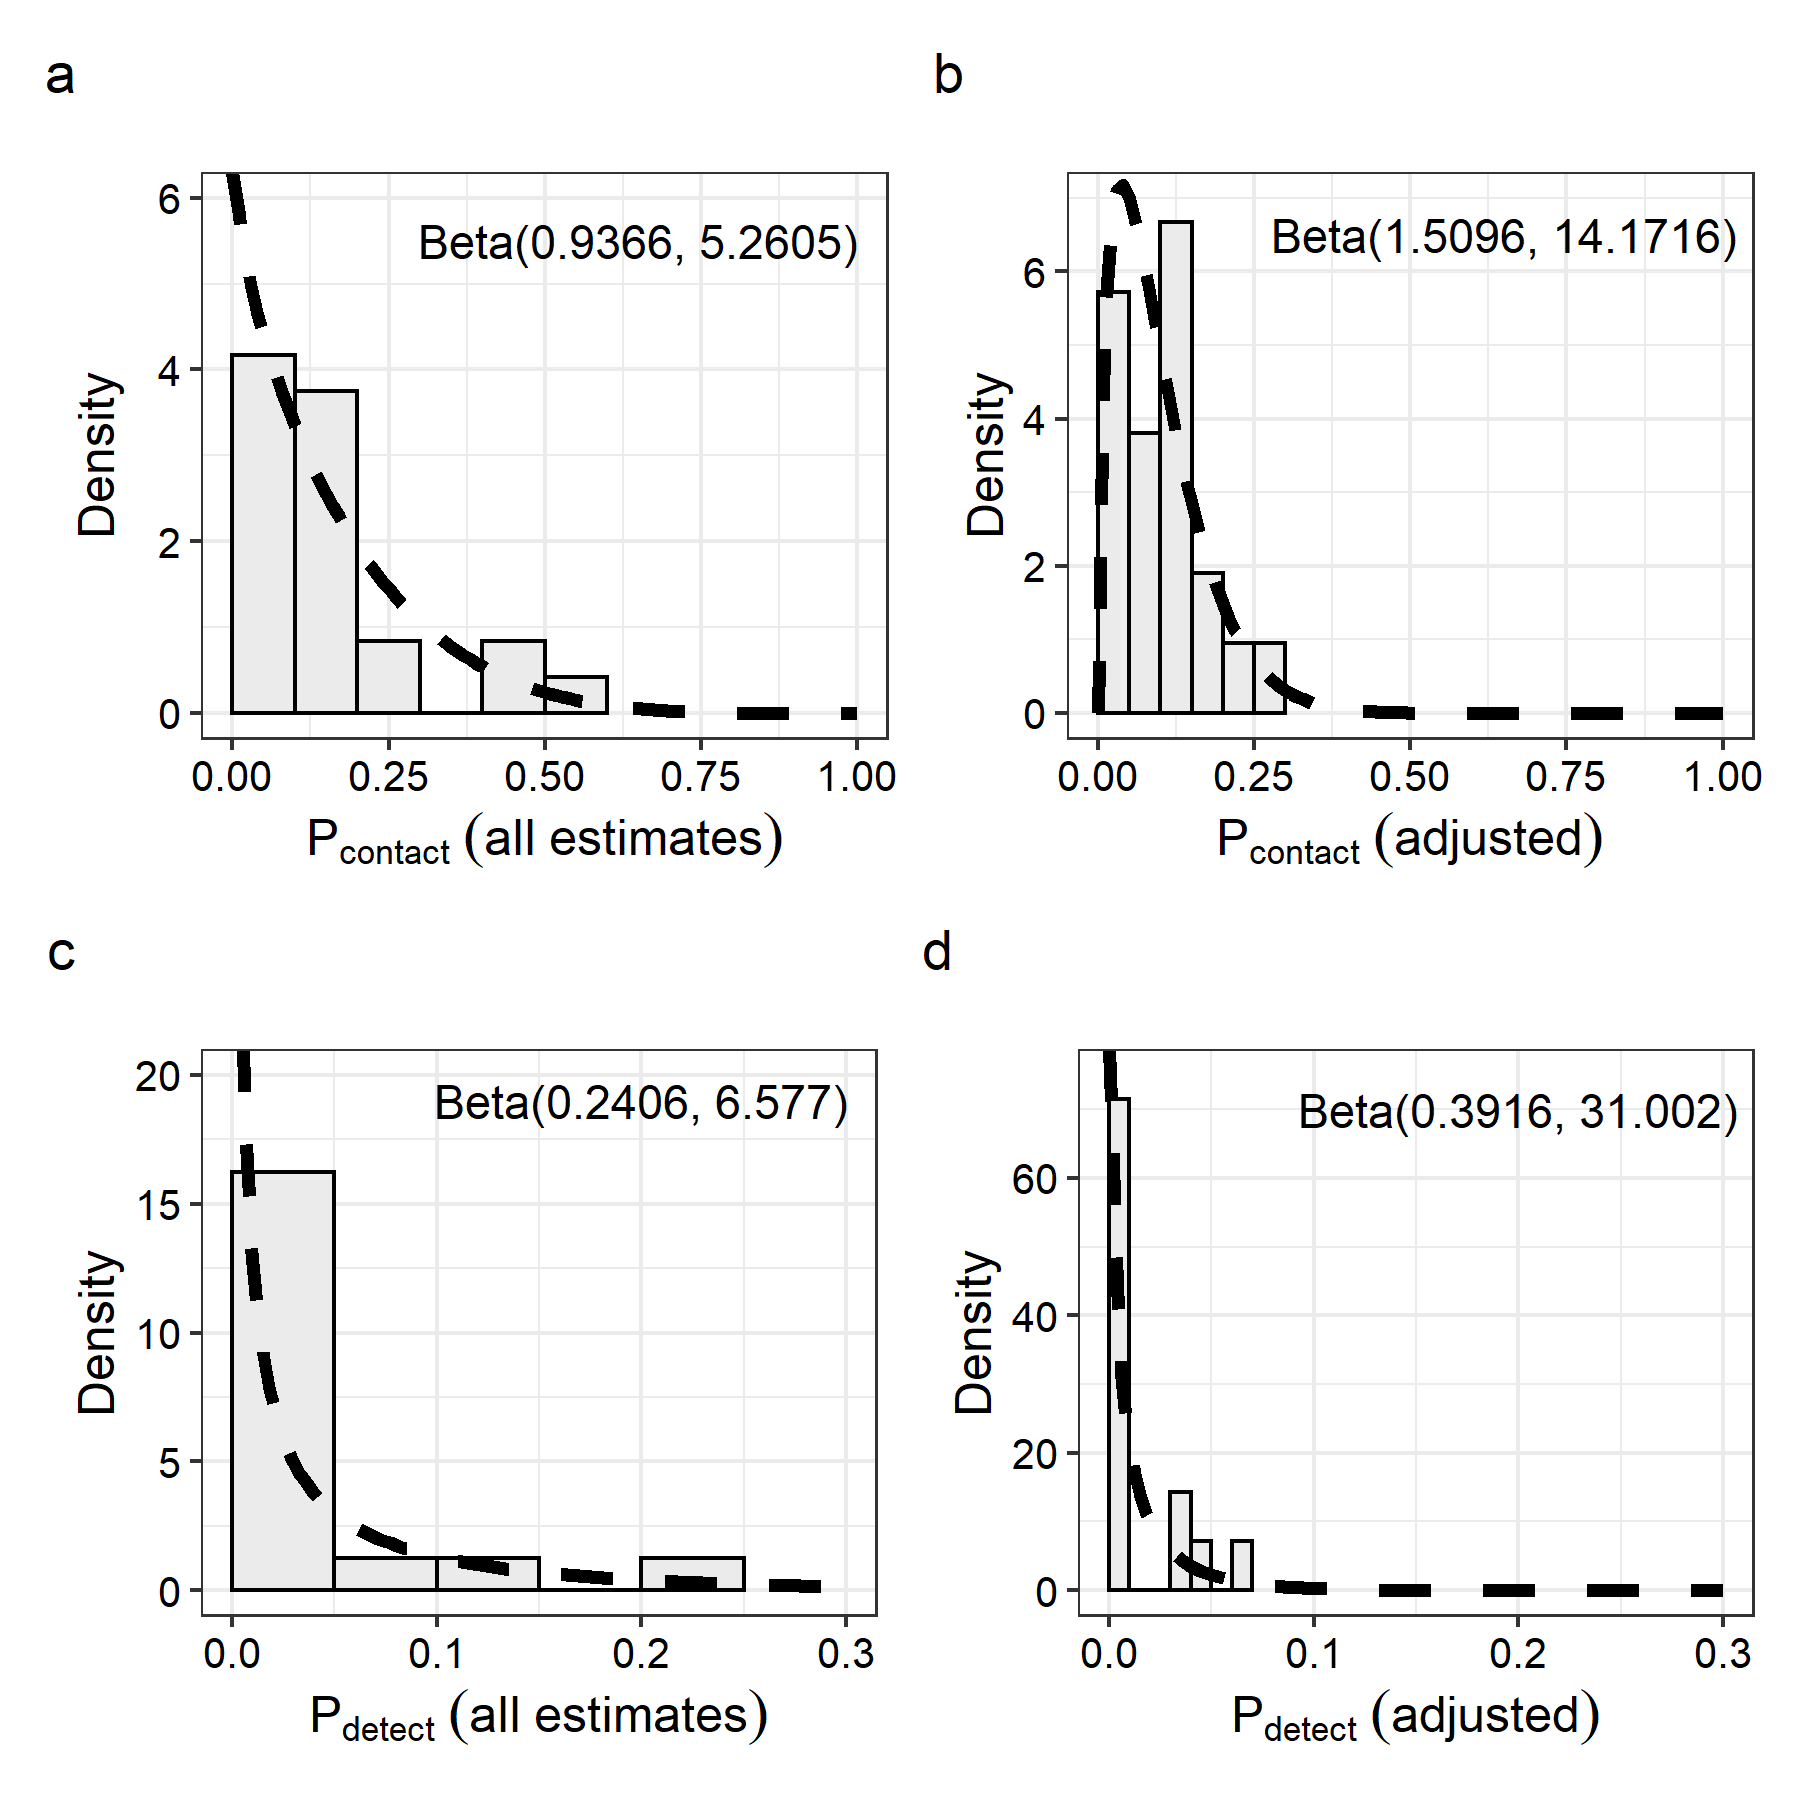 a
6
4
2
0
Density
Beta(0.9366, 5.2605)
0.00 0.25 0.50 0.75 1.00
Pcontact (all estimates)
b
6
4
2
0
Density
Beta(1.5096, 14.1716)
0.00 0.25 0.50 0.75 1.00
Pcontact (adjusted)
c
20
15
10
5
0
Density
Beta(0.2406, 6.577)
0.0 0.1 0.2 0.3
Pdetect (all estimates)
d
60
40
20
0
Density
Beta(0.3916, 31.002)
0.0 0.1 0.2 0.3
Pdetect (adjusted)